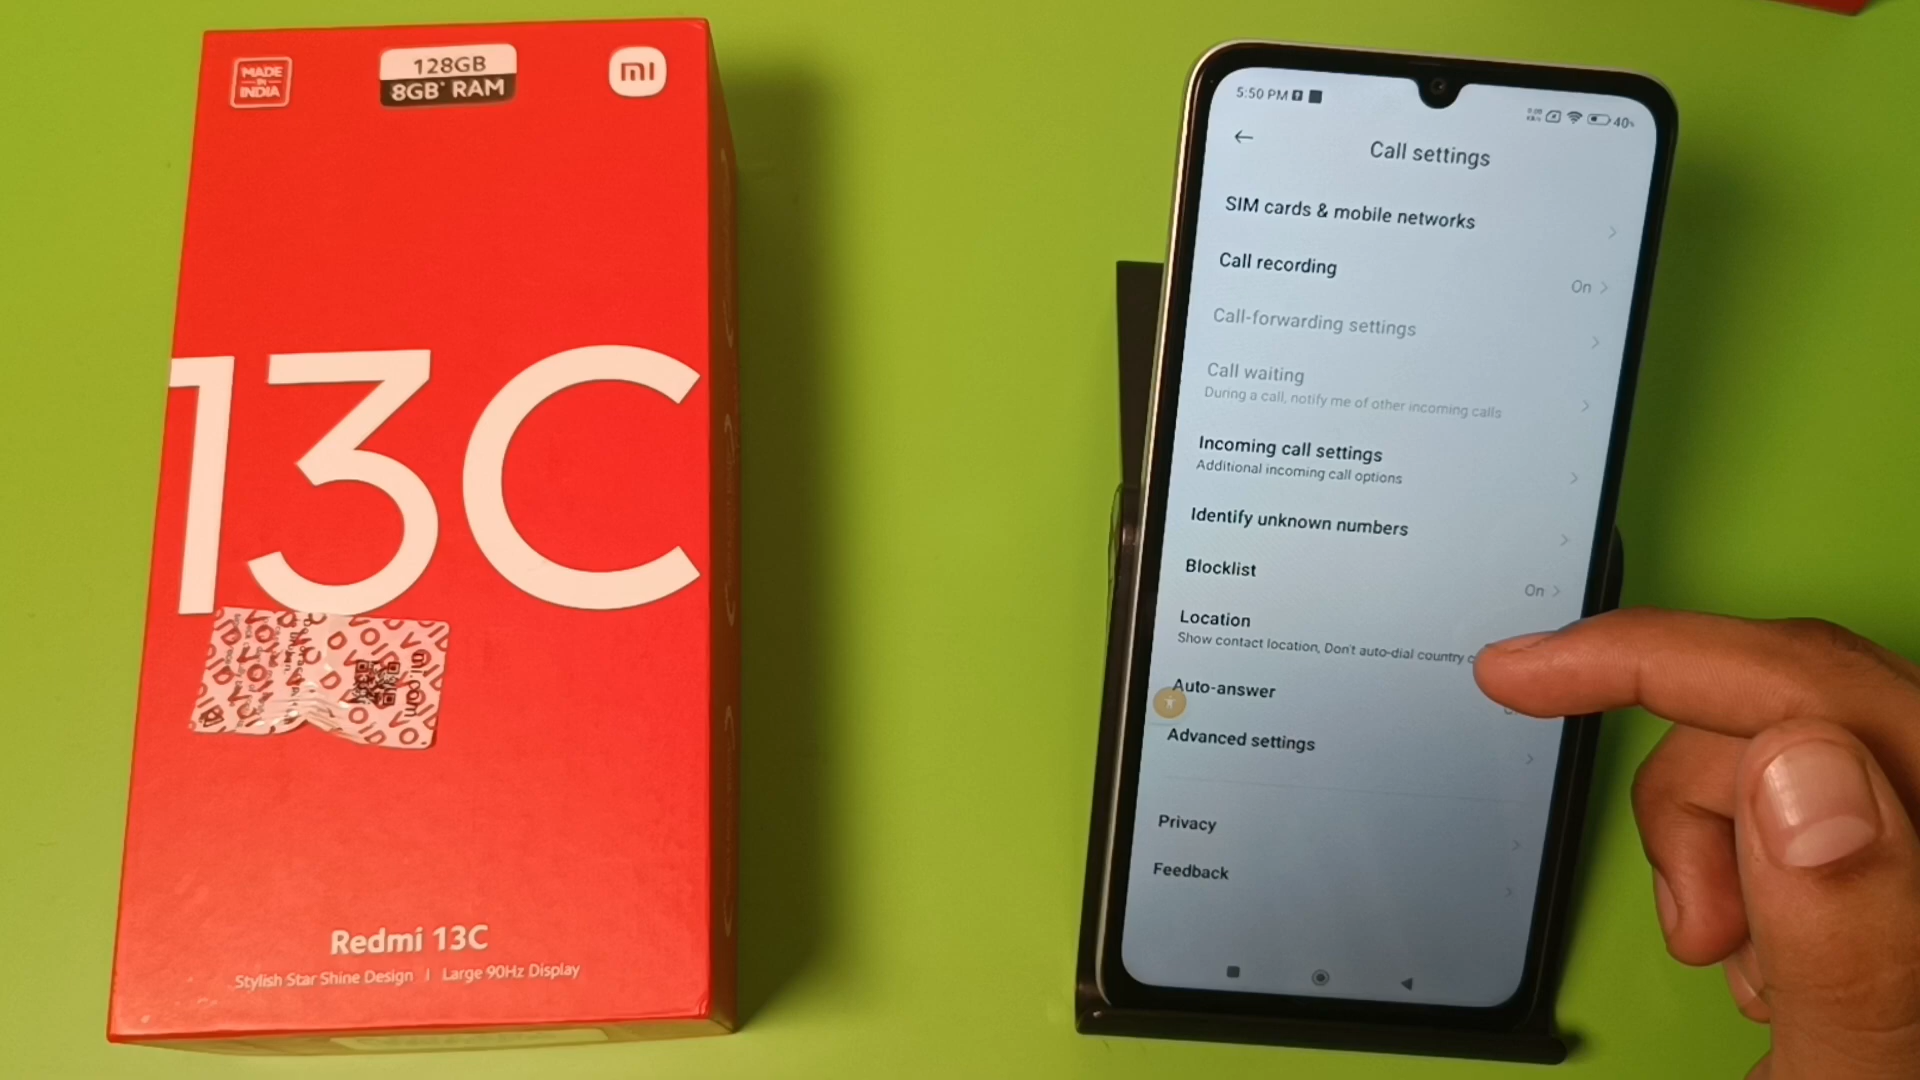 MADE
IN
INDIA
128GB
8GB* RAM
mi
13C
VOID
mi.com
Redmi 13C
Stylish Star Shine Design | Large 90Hz Display
5:50 PM
40%
Call settings
SIM cards & mobile networks
Call recording
On
Call-forwarding settings
Call waiting
During a call, notify me of other incoming calls
Incoming call settings
Additional incoming call options
Identify unknown numbers
Blocklist
On
Location
Show contact location, Don't auto-dial country
Auto-answer
Advanced settings
Privacy
Feedback